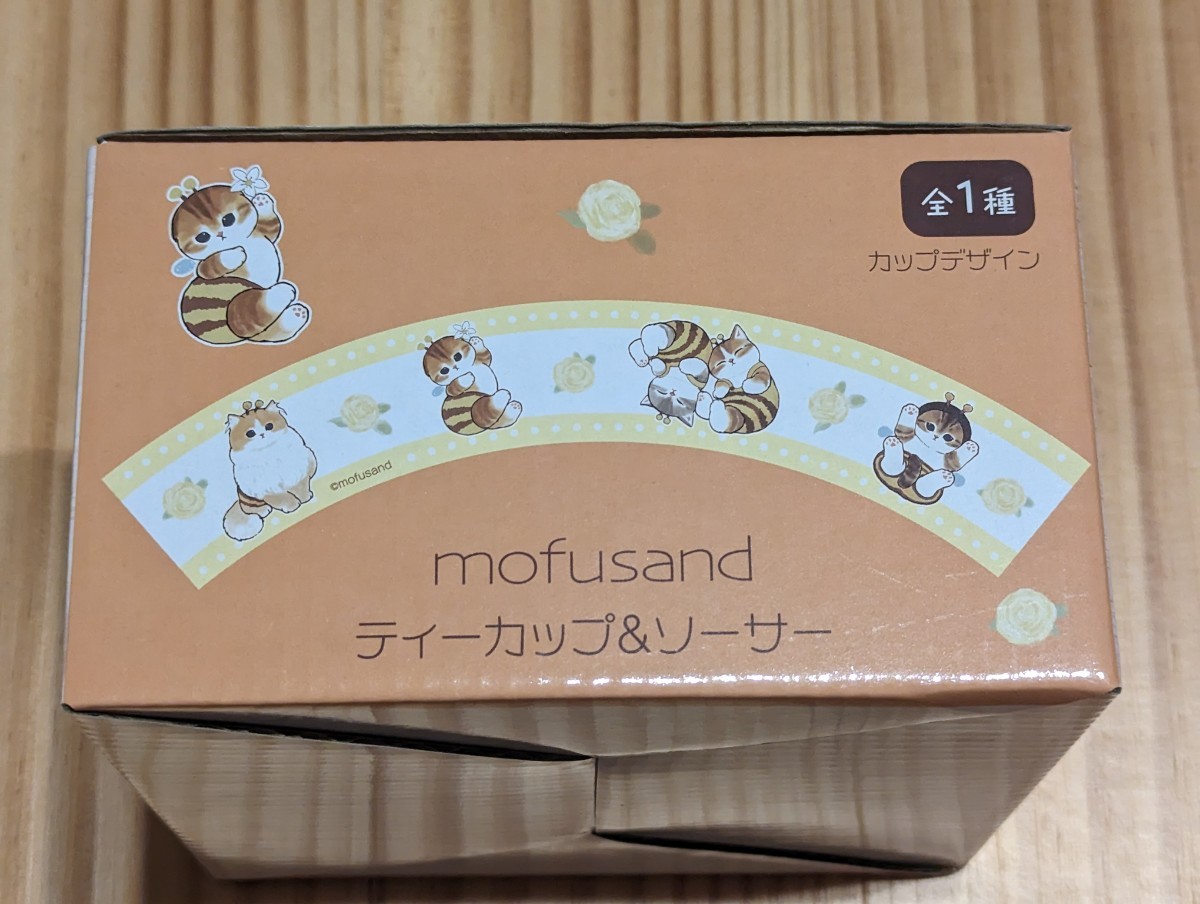 全1種
カップデザイン
©mofusand
mofusand
ティーカップ&ソーサー